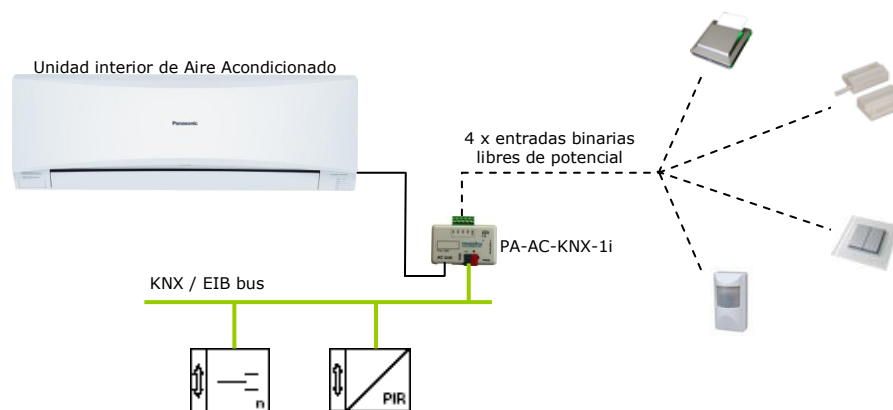 Unidad interior de Aire Acondicionado
Panasonic
4 x entradas binarias
libres de potencial
PA-AC-KNX-1i
KNX / EIB bus
n
PIR